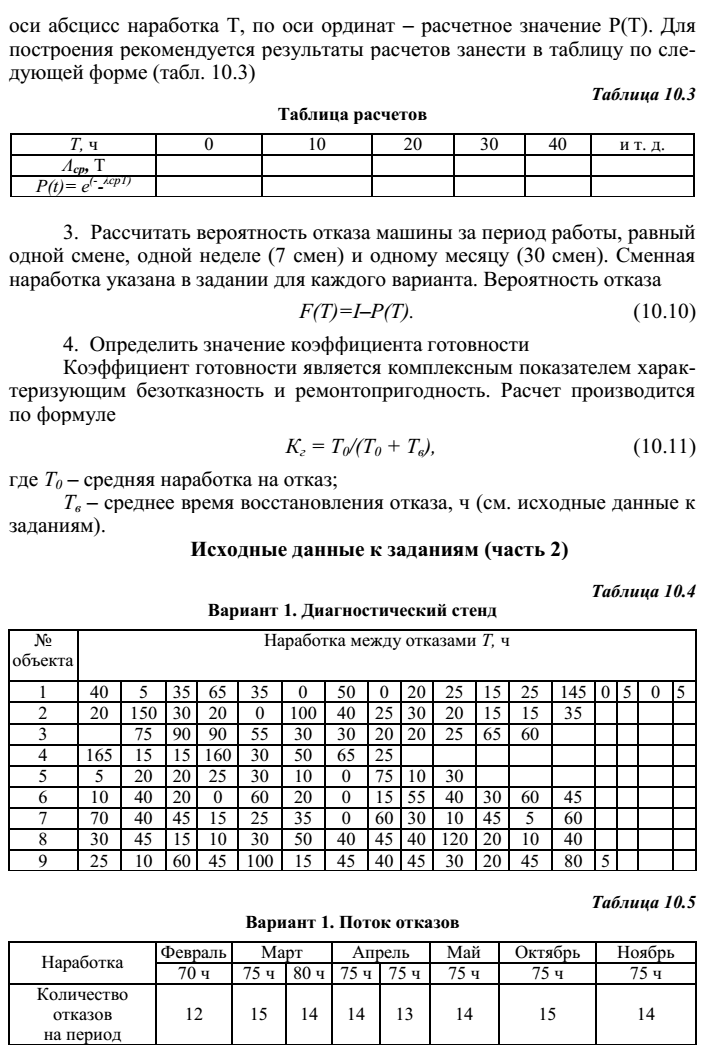 оси абсцисс наработка Т, по оси ординат – расчетное значение Р(Т). Для
построения рекомендуется результаты расчетов занести в таблицу по сле-
дующей форме (табл. 10.3)
Таблица 10.3
Таблица расчетов
Т, ч 0 10 20 30 40 и т. д.
Λср, Т
P(t)= e(-λcpT)
3. Рассчитать вероятность отказа машины за период работы, равный
одной смене, одной неделе (7 смен) и одному месяцу (30 смен). Сменная
наработка указана в задании для каждого варианта. Вероятность отказа
F(T)=I–P(T). (10.10)
4. Определить значение коэффициента готовности
Коэффициент готовности является комплексным показателем харак-
теризующим безотказность и ремонтопригодность. Расчет производится
по формуле
Kг = T0/(T0 + Tв), (10.11)
где T0 – средняя наработка на отказ;
Tв – среднее время восстановления отказа, ч (см. исходные данные к
заданиям).
Исходные данные к заданиям (часть 2)
Таблица 10.4
Вариант 1. Диагностический стенд
№ Наработка между отказами Т, ч
объекта
1 40 5 35 65 35 0 50 0 20 25 15 25 145 0 5 0 5
2 20 150 30 20 0 100 40 25 30 20 15 15 35
3 75 90 90 55 30 30 20 20 25 65 60
4 165 15 15 160 30 50 65 25
5 5 20 20 25 30 10 0 75 10 30
6 10 40 20 0 60 20 0 15 55 40 30 60 45
7 70 40 45 15 25 35 0 60 30 10 45 5 60
8 30 45 15 10 30 50 40 45 40 120 20 10 40
9 25 10 60 45 100 15 45 40 45 30 20 45 80 5
Таблица 10.5
Вариант 1. Поток отказов
Наработка Февраль Март Апрель Май Октябрь Ноябрь
70 ч 75 ч 80 ч 75 ч 75 ч 75 ч 75 ч 75 ч
Количество
отказов 12 15 14 14 13 14 15 14
на период